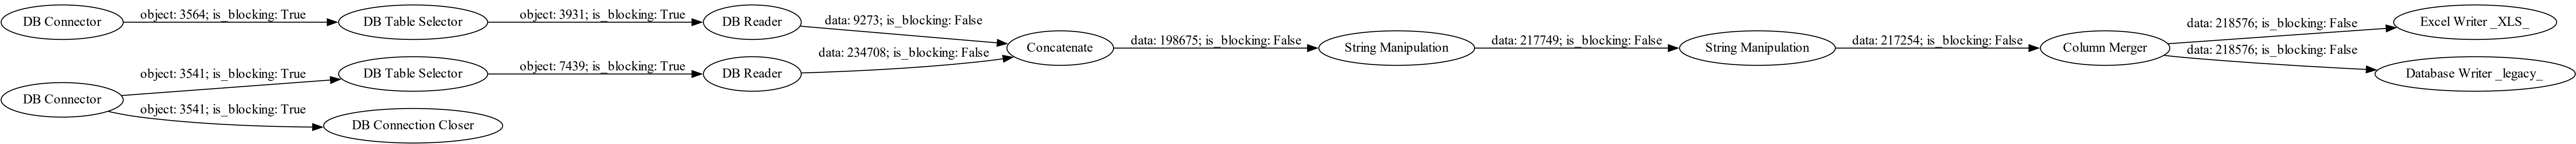 DB Connector
object: 3564; is_blocking: True
DB Table Selector
object: 3931; is_blocking: True
DB Reader
data: 9273; is_blocking: False
DB Connector
object: 3541; is_blocking: True
DB Table Selector
object: 7439; is_blocking: True
DB Reader
data: 234708; is_blocking: False
object: 3541; is_blocking: True
DB Connection Closer
Concatenate
data: 198675; is_blocking: False
String Manipulation
data: 217749; is_blocking: False
String Manipulation
data: 217254; is_blocking: False
Column Merger
data: 218576; is_blocking: False
Excel Writer _XLS_
data: 218576; is_blocking: False
Database Writer _legacy_